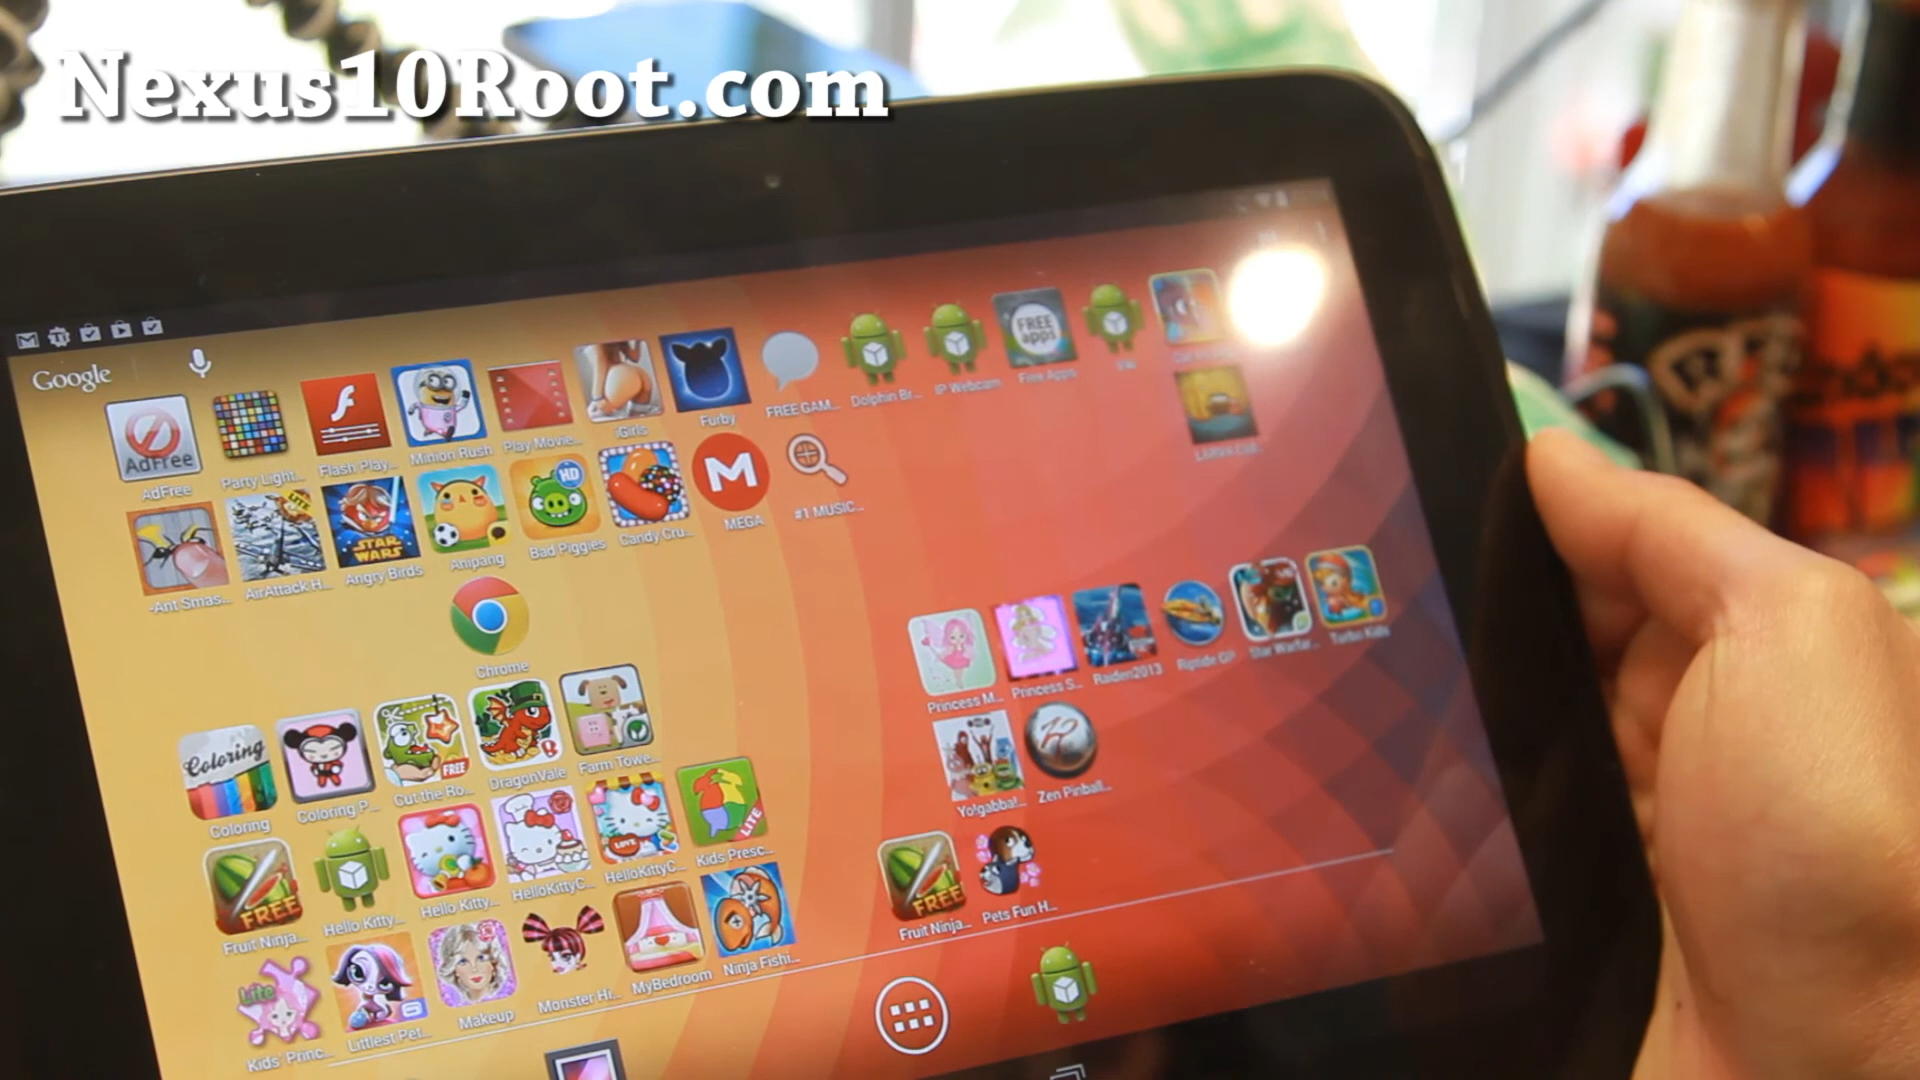 Nexus10Root.com
Google
AdFree
AdFree
Party Light...
Flash Play...
Minion Rush
Play Movie...
iGirls
Furby
FREE GAM...
Dolphin Br...
IP Webcam
FREE apps
Free Apps
-Ant Smas...
LITE
AirAttack H...
STAR WARS
Angry Birds
Anipang
HD
Bad Piggies
Candy Cru...
M
MEGA
#1 MUSIC...
Chrome
Princess M...
Princess S...
Raiden2013
Riptide GP
Star Warfar...
Turbo Kids
Coloring
Coloring
Coloring P...
FREE
Cut the Ro...
DragonVale
Farm Towe...
Yo!gabba!...
Zen Pinball...
FREE
Fruit Ninja...
Hello Kitty...
Hello Kitty...
HelloKittyC...
LOVE
HelloKittyC...
LITE
Kids Presc...
FREE
Fruit Ninja...
Pets Fun H...
Lite
Kids' Princ...
Littlest Pet...
Makeup
Monster Hi...
MyBedroom
Ninja Fishi...